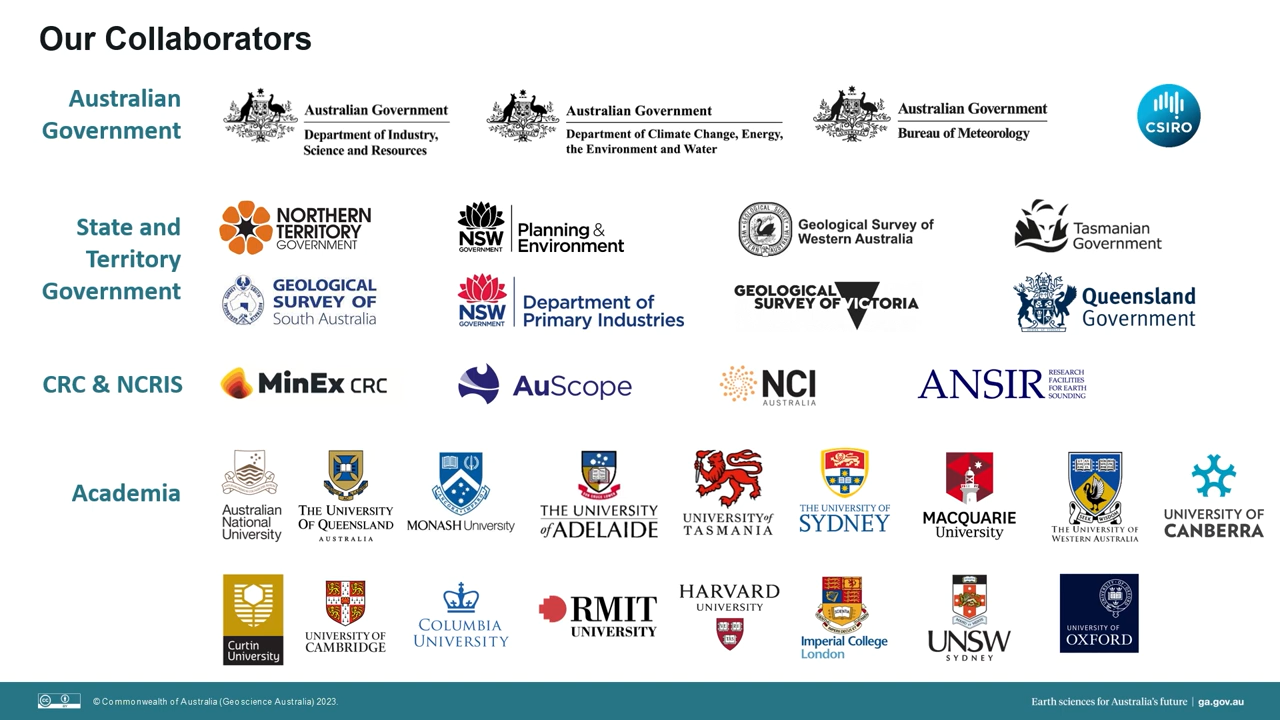 Our Collaborators
Australian
Government
Australian Government
Department of Industry,
Science and Resources
Australian Government
Department of Climate Change, Energy,
the Environment and Water
Australian Government
Bureau of Meteorology
CSIRO
State and
Territory
Government
NORTHERN
TERRITORY
GOVERNMENT
NSW
GOVERNMENT
Planning &
Environment
Geological Survey of
Western Australia
Tasmanian
Government
GEOLOGICAL
SURVEY OF
South Australia
NSW
GOVERNMENT
Department of
Primary Industries
GEOLOGICAL
SURVEY OF VICTORIA
Queensland
Government
CRC & NCRIS
MinEx CRC
AuScope
NCI
AUSTRALIA
ANSIR
RESEARCH
FACILITIES
FOR EARTH
SOUNDING
Academia
Australian
National
University
THE UNIVERSITY
OF QUEENSLAND
AUSTRALIA
MONASH University
THE UNIVERSITY
of ADELAIDE
UNIVERSITY of
TASMANIA
THE UNIVERSITY OF
SYDNEY
MACQUARIE
University
THE UNIVERSITY OF
WESTERN AUSTRALIA
UNIVERSITY OF
CANBERRA
Curtin
University
UNIVERSITY OF
CAMBRIDGE
COLUMBIA
UNIVERSITY
RMIT
UNIVERSITY
HARVARD
UNIVERSITY
Imperial College
London
UNSW
SYDNEY
UNIVERSITY OF
OXFORD
cc
BY
© Commonwealth of Australia (Geoscience Australia) 2023.
Earth sciences for Australia's future | ga.gov.au